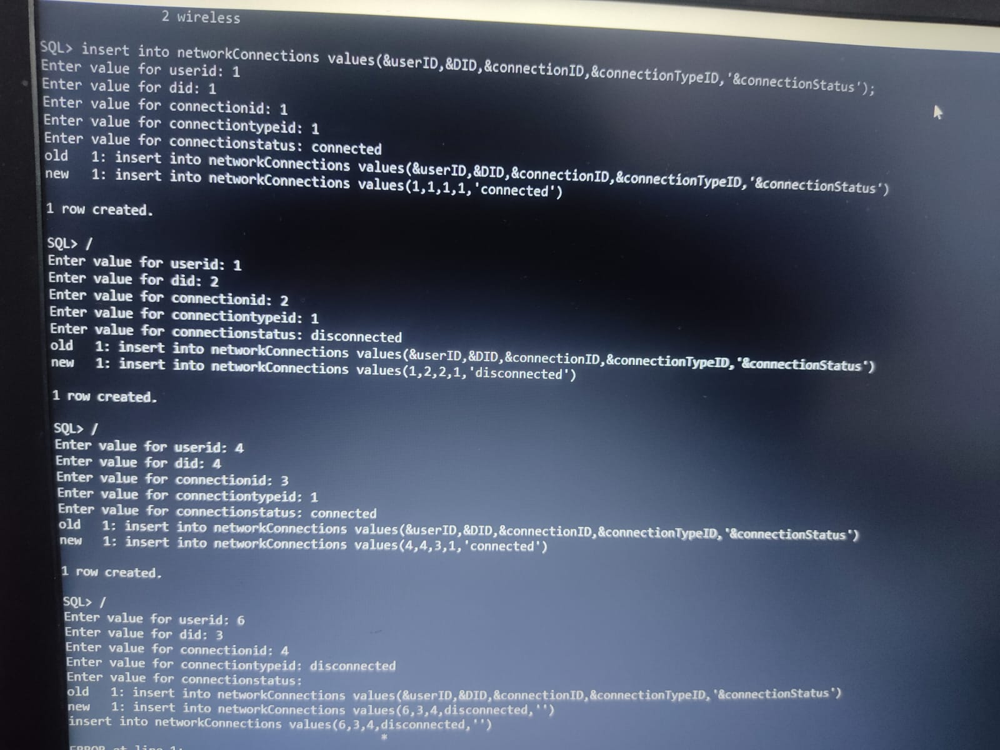 2 wireless
SQL> insert into networkConnections values(&userID,&DID,&connectionID,&connectionTypeID,'&connectionStatus');
Enter value for userid: 1
Enter value for did: 1
Enter value for connectionid: 1
Enter value for connectiontypeid: 1
Enter value for connectionstatus: connected
old   1: insert into networkConnections values(&userID,&DID,&connectionID,&connectionTypeID,'&connectionStatus')
new   1: insert into networkConnections values(1,1,1,1,'connected')
1 row created.
SQL> /
Enter value for userid: 1
Enter value for did: 2
Enter value for connectionid: 2
Enter value for connectiontypeid: 1
Enter value for connectionstatus: disconnected
old   1: insert into networkConnections values(&userID,&DID,&connectionID,&connectionTypeID,'&connectionStatus')
new   1: insert into networkConnections values(1,2,2,1,'disconnected')
1 row created.
SQL> /
Enter value for userid: 4
Enter value for did: 4
Enter value for connectionid: 3
Enter value for connectiontypeid: 1
Enter value for connectionstatus: connected
old   1: insert into networkConnections values(&userID,&DID,&connectionID,&connectionTypeID,'&connectionStatus')
new   1: insert into networkConnections values(4,4,3,1,'connected')
1 row created.
SQL> /
Enter value for userid: 6
Enter value for did: 3
Enter value for connectionid: 4
Enter value for connectiontypeid: disconnected
Enter value for connectionstatus:
old   1: insert into networkConnections values(&userID,&DID,&connectionID,&connectionTypeID,'&connectionStatus')
new   1: insert into networkConnections values(6,3,4,disconnected,'')
insert into networkConnections values(6,3,4,disconnected,'')
*
ERROR at line 1: